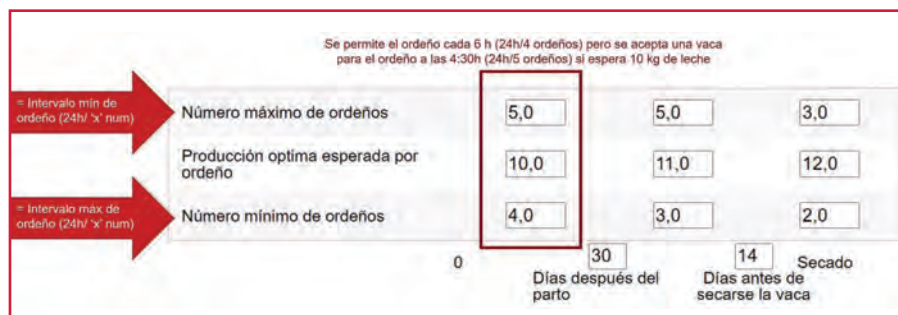 Se permite el ordeño cada 6 h (24h/4 ordeños) pero se acepta una vaca
para el ordeño a las 4:30h (24h/5 ordeños) si espera 10 kg de leche
= Intervalo mín de
ordeño (24h/ 'x' num)
Número máximo de ordeños 5,0 5,0 3,0
Producción optima esperada por
ordeño 10,0 11,0 12,0
= Intervalo máx de
ordeño (24h/ 'x' num)
Número mínimo de ordeños 4,0 3,0 2,0
0 30 14 Secado
Días después del
parto
Días antes de
secarse la vaca